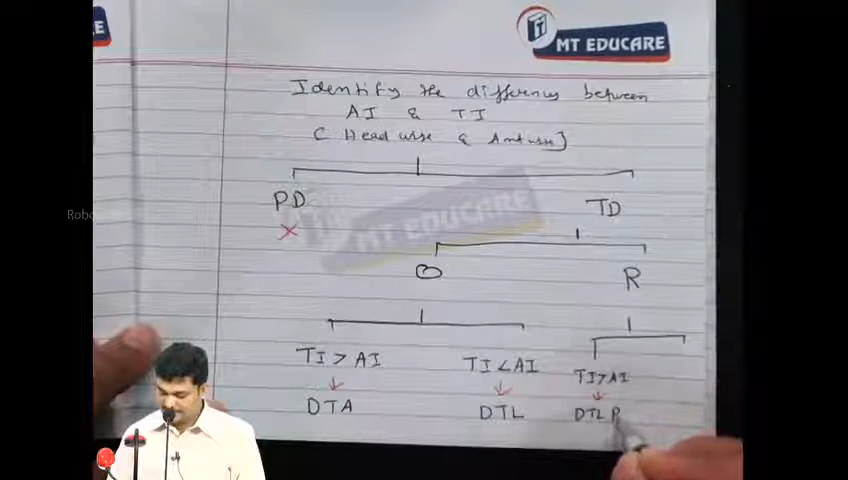 MT EDUCARE
Identify the differences between
AI & TI
( Head wise & Amt wise ]
PD TD
X
MT EDUCARE
O R
TI > AI TI < AI TI > AI
DTA DTL DTL R